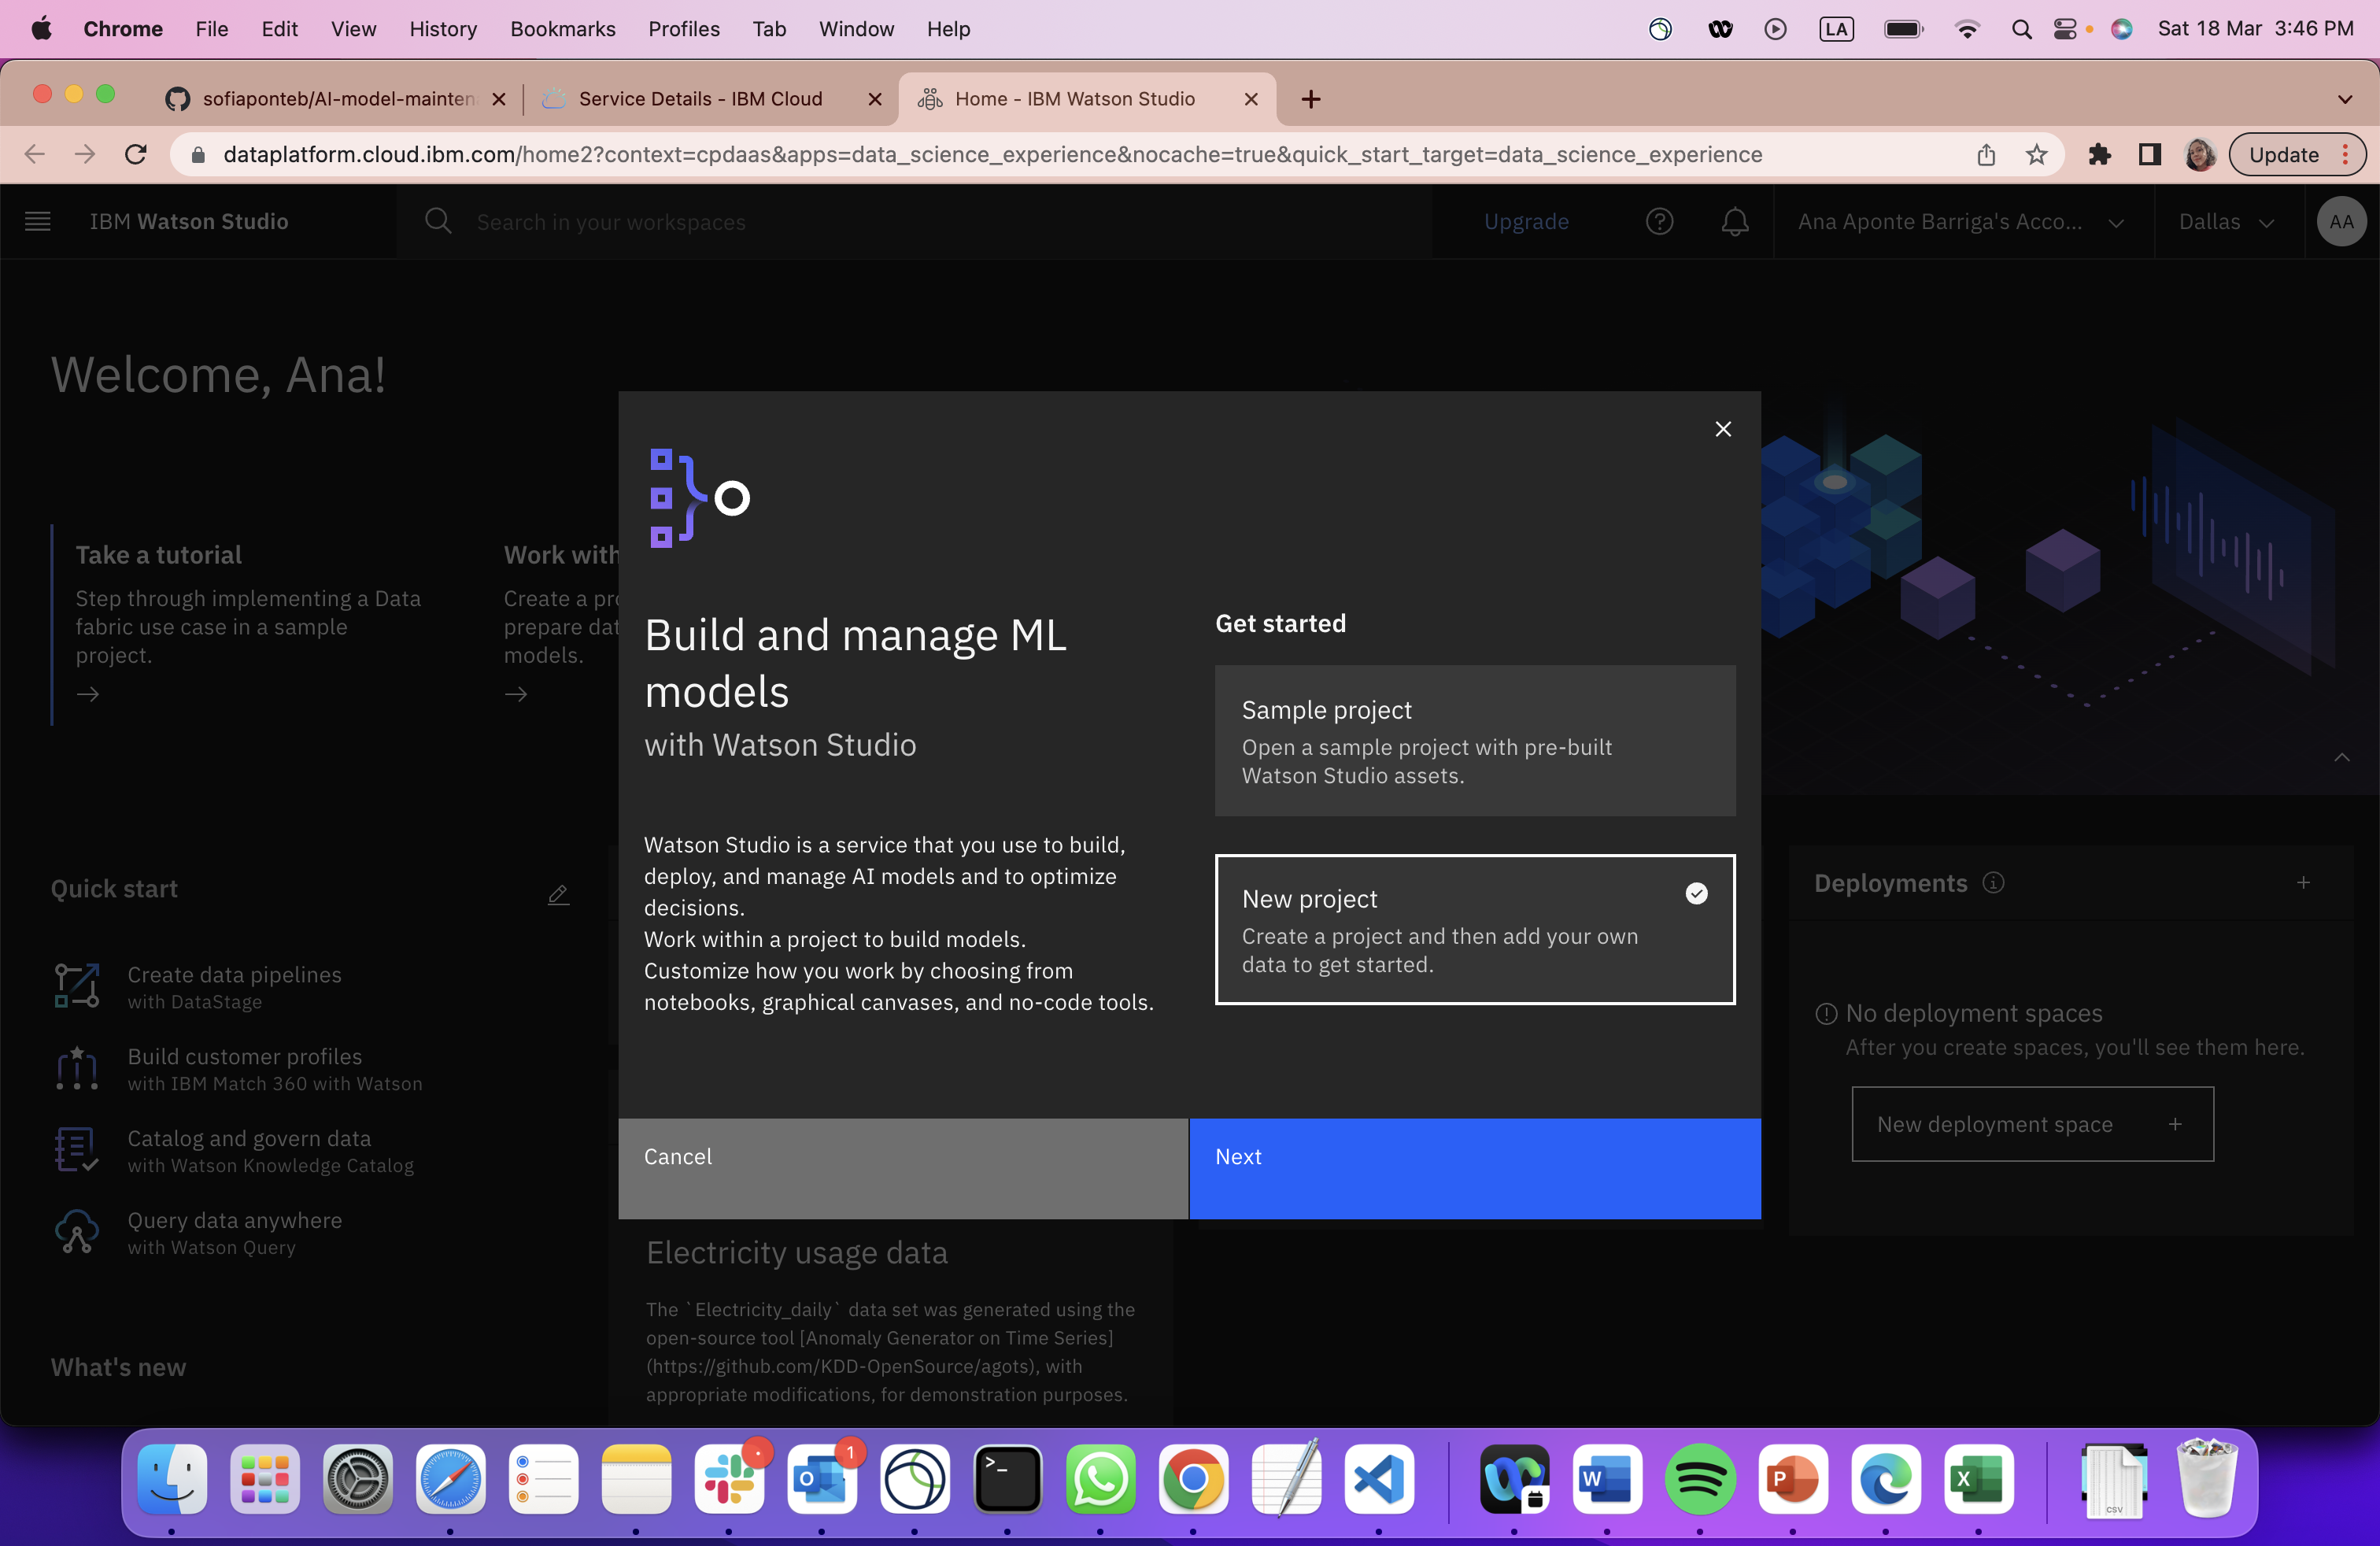 Chrome File Edit View History Bookmarks Profiles Tab Window Help LA Sat 18 Mar 3:46 PM
sofiaponteb/AI-model-mainten Service Details - IBM Cloud Home - IBM Watson Studio
dataplatform.cloud.ibm.com/home2?context=cpdaas&apps=data_science_experience&nocache=true&quick_start_target=data_science_experience Update
IBM Watson Studio Search in your workspaces Upgrade Ana Aponte Barriga's Acco... Dallas AA
Welcome, Ana!
Take a tutorial
Step through implementing a Data
fabric use case in a sample
project.
Work with
Create a pro
prepare dat
models.
Build and manage ML
models
with Watson Studio
Watson Studio is a service that you use to build,
deploy, and manage AI models and to optimize
decisions.
Work within a project to build models.
Customize how you work by choosing from
notebooks, graphical canvases, and no-code tools.
Get started
Sample project
Open a sample project with pre-built
Watson Studio assets.
New project
Create a project and then add your own
data to get started.
Cancel
Next
Quick start
Create data pipelines
with DataStage
Build customer profiles
with IBM Match 360 with Watson
Catalog and govern data
with Watson Knowledge Catalog
Query data anywhere
with Watson Query
What's new
Electricity usage data
The `Electricity_daily` data set was generated using the
open-source tool [Anomaly Generator on Time Series]
(https://github.com/KDD-OpenSource/agots), with
appropriate modifications, for demonstration purposes.
Deployments
No deployment spaces
After you create spaces, you'll see them here.
New deployment space +
1
O
>_
W
P
X
CSV